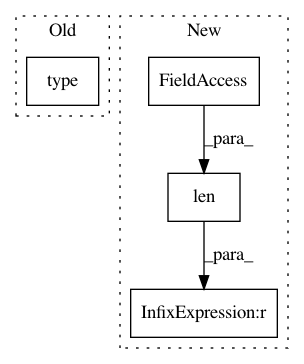 Old
New
type
FieldAccess
_para_
len
_para_
InfixExpression:r